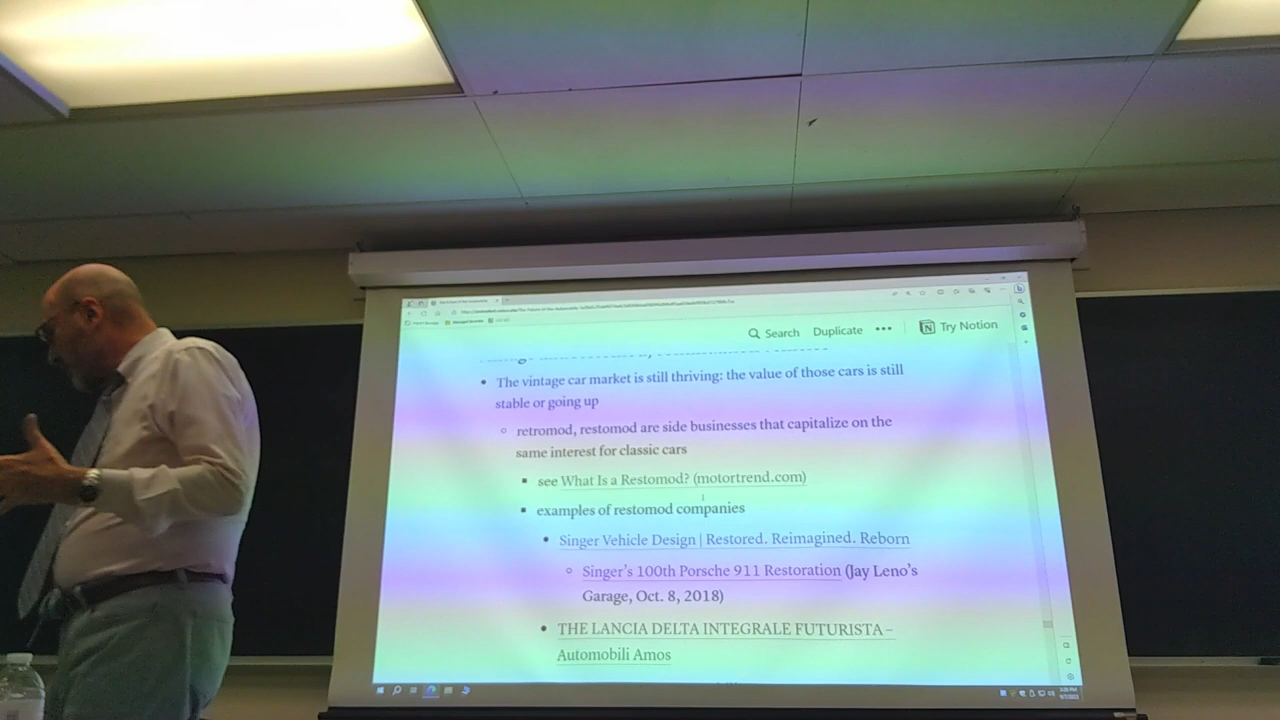 Search Duplicate ••• Try Notion
• The vintage car market is still thriving: the value of those cars is still
stable or going up
○ retromod, restomod are side businesses that capitalize on the
same interest for classic cars
▪ see What Is a Restomod? (motortrend.com)
▪ examples of restomod companies
• Singer Vehicle Design | Restored. Reimagined. Reborn
○ Singer's 100th Porsche 911 Restoration (Jay Leno's
Garage, Oct. 8, 2018)
• THE LANCIA DELTA INTEGRALE FUTURISTA –
Automobili Amos